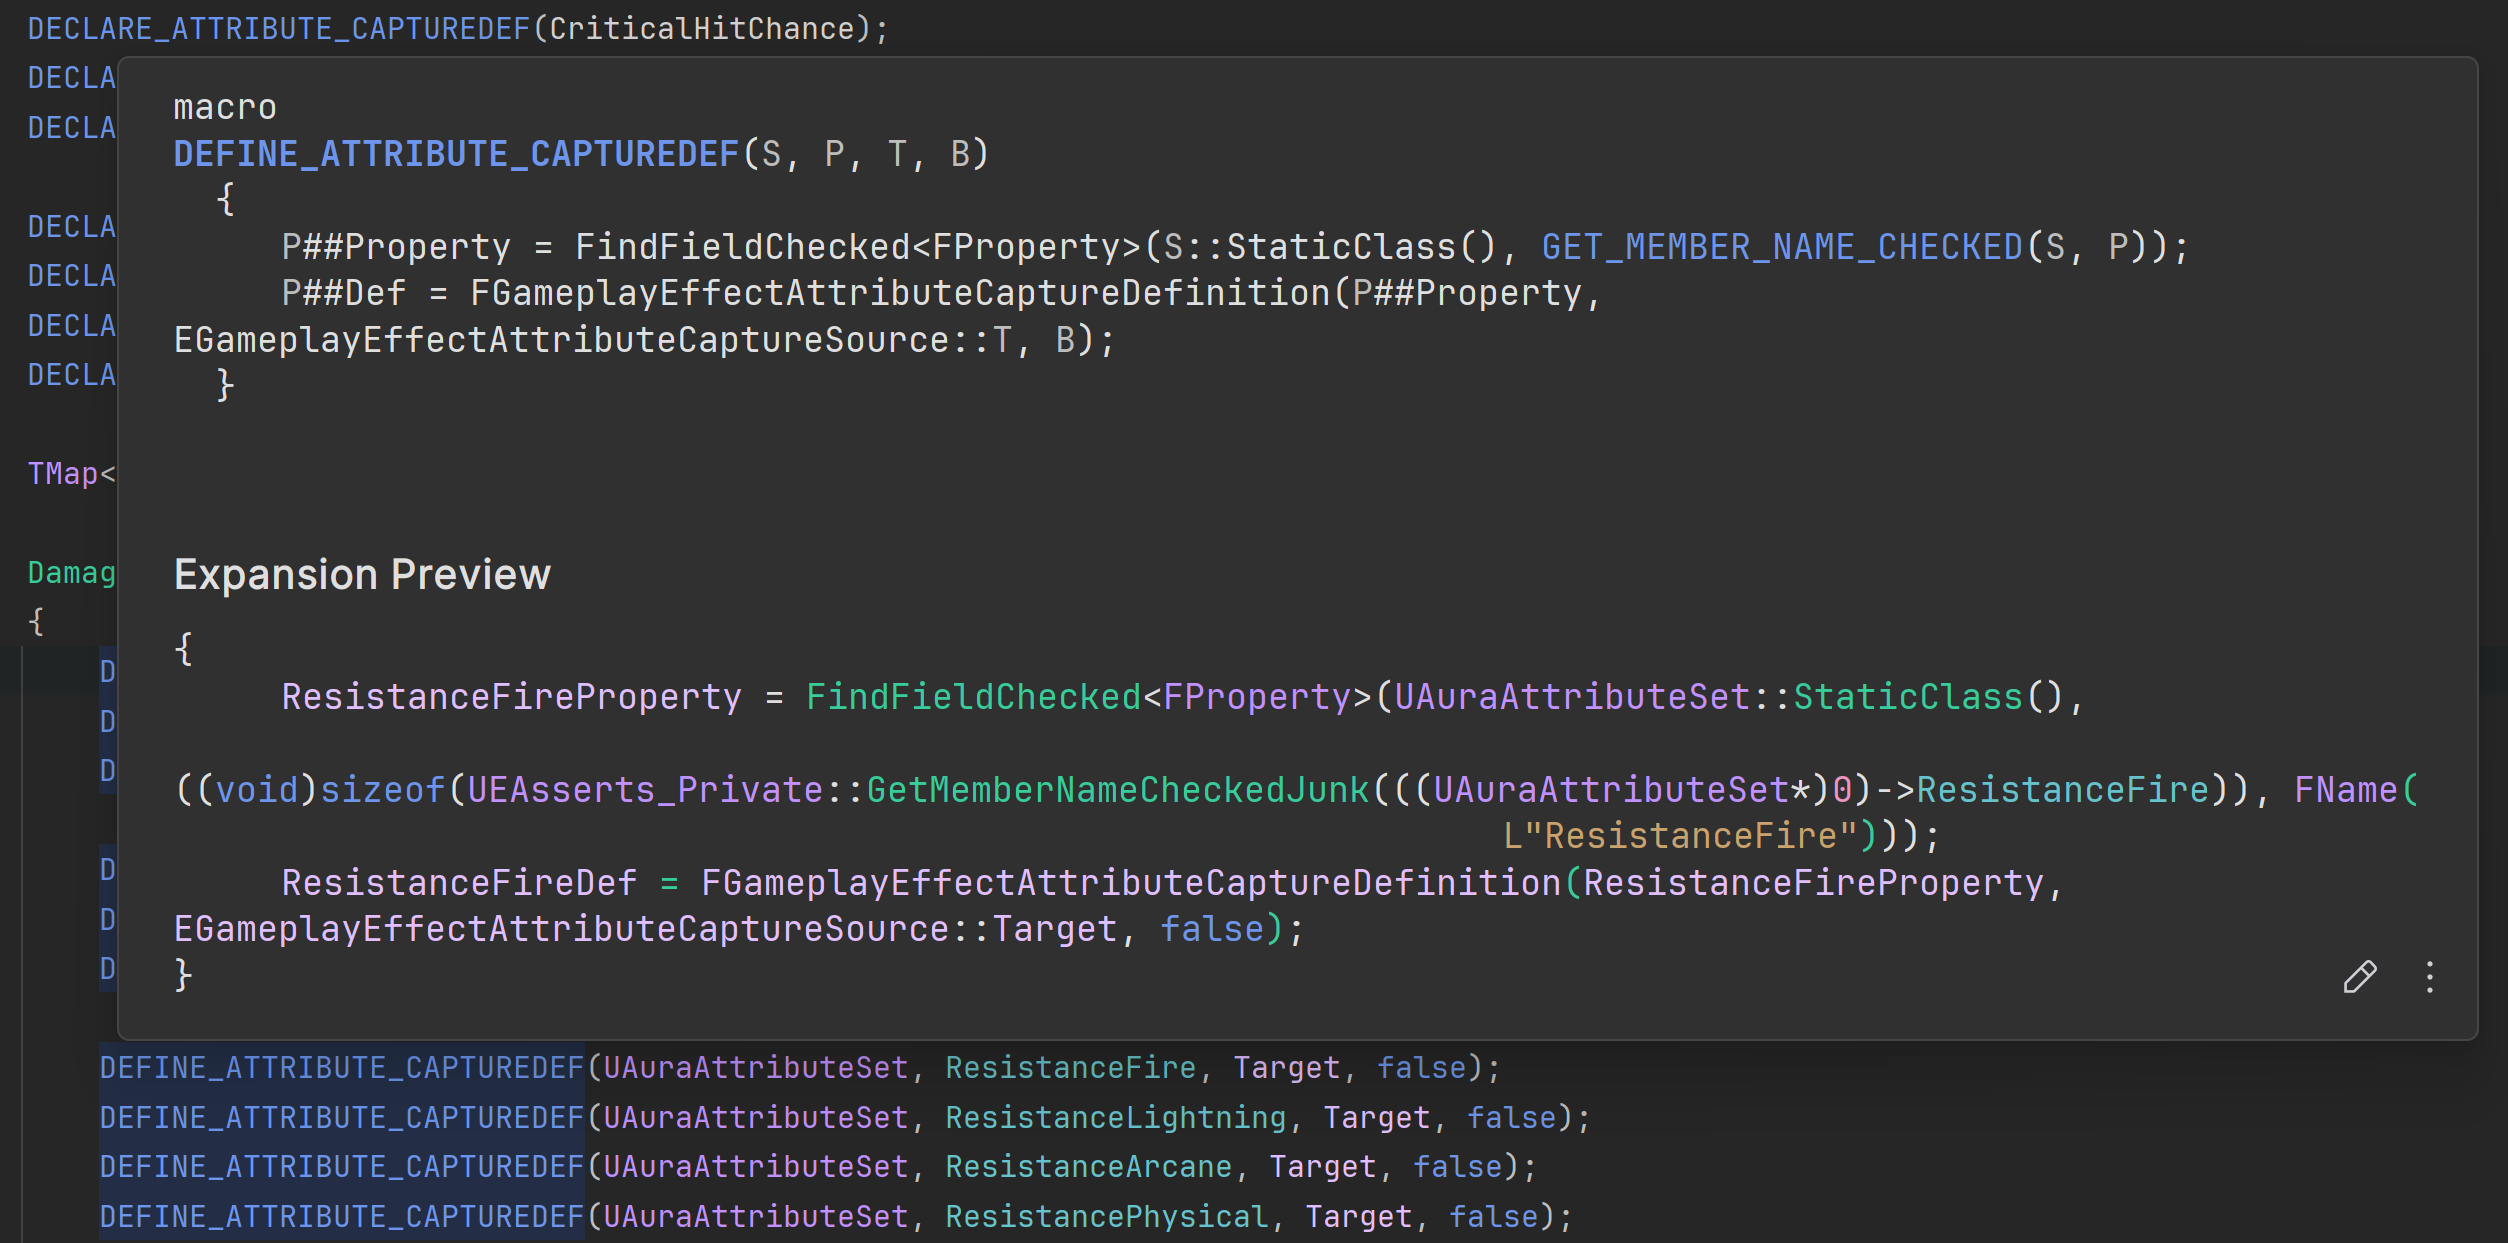 DECLARE_ATTRIBUTE_CAPTUREDEF(CriticalHitChance);
DECLA
DECLA
macro
DEFINE_ATTRIBUTE_CAPTUREDEF(S, P, T, B)
{
P##Property = FindFieldChecked<FProperty>(S::StaticClass(), GET_MEMBER_NAME_CHECKED(S, P));
P##Def = FGameplayEffectAttributeCaptureDefinition(P##Property,
EGameplayEffectAttributeCaptureSource::T, B);
}
DECLA
DECLA
DECLA
DECLA
TMap<
Damag
{
Expansion Preview
{
ResistanceFireProperty = FindFieldChecked<FProperty>(UAuraAttributeSet::StaticClass(),
((void)sizeof(UEAsserts_Private::GetMemberNameCheckedJunk(((UAuraAttributeSet*)0)->ResistanceFire)), FName(
L"ResistanceFire")));
ResistanceFireDef = FGameplayEffectAttributeCaptureDefinition(ResistanceFireProperty,
EGameplayEffectAttributeCaptureSource::Target, false);
}
D
D
D
D
D
D
DEFINE_ATTRIBUTE_CAPTUREDEF(UAuraAttributeSet, ResistanceFire, Target, false);
DEFINE_ATTRIBUTE_CAPTUREDEF(UAuraAttributeSet, ResistanceLightning, Target, false);
DEFINE_ATTRIBUTE_CAPTUREDEF(UAuraAttributeSet, ResistanceArcane, Target, false);
DEFINE_ATTRIBUTE_CAPTUREDEF(UAuraAttributeSet, ResistancePhysical, Target, false);